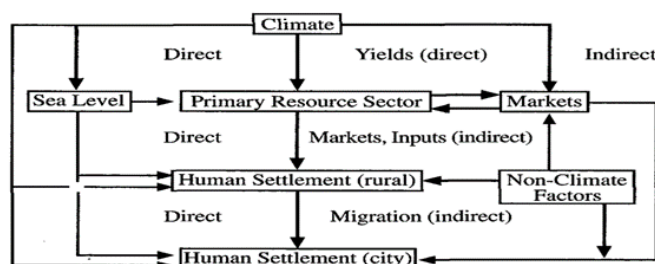 Climate
Direct Yields (direct) Indirect
Sea Level Primary Resource Sector Markets
Direct Markets, Inputs (indirect)
Human Settlement (rural) Non-Climate
Factors
Direct Migration (indirect)
Human Settlement (city)